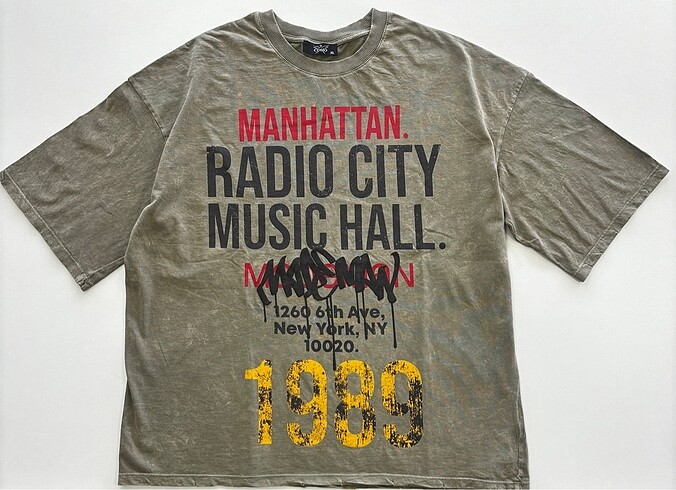 MANHATTAN.
RADIO CITY
MUSIC HALL.
1260 6th Ave,
New York, NY
10020.
1989